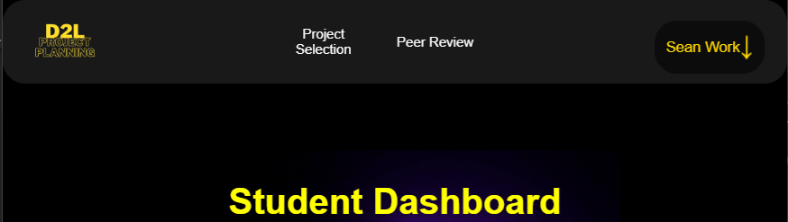 D2L
PROJECT
PLANNING
Project
Selection
Peer Review
Sean Work
Student Dashboard